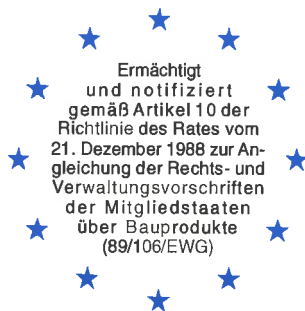 Ermächtigt
und notifiziert
gemäß Artikel 10 der
Richtlinie des Rates vom
21. Dezember 1988 zur An-
gleichung der Rechts- und
Verwaltungsvorschriften
der Mitgliedstaaten
über Bauprodukte
(89/106/EWG)